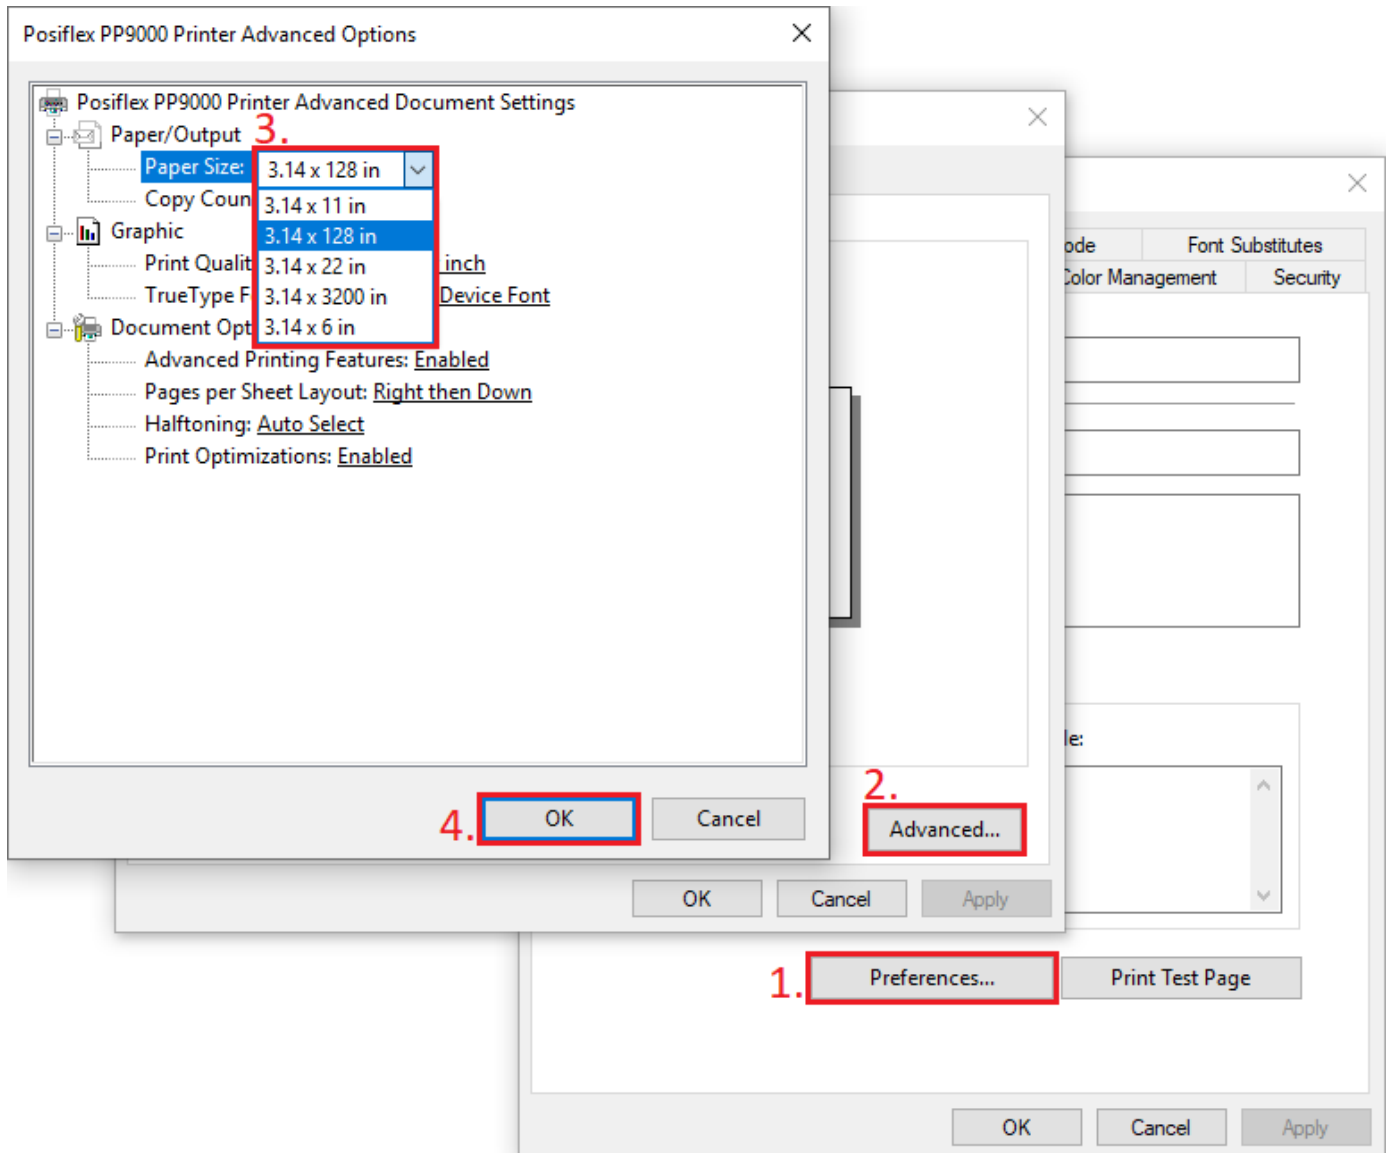 Posiflex PP9000 Printer Advanced Options
Posiflex PP9000 Printer Advanced Document Settings
Paper/Output
3.
Paper Size: 3.14 x 128 in
3.14 x 11 in
3.14 x 128 in
3.14 x 22 in
3.14 x 3200 in
3.14 x 6 in
Copy Coun
Graphic
Print Qualit inch
TrueType F Device Font
Document Opt
Advanced Printing Features: Enabled
Pages per Sheet Layout: Right then Down
Halftoning: Auto Select
Print Optimizations: Enabled
4. OK Cancel
2.
Advanced...
OK Cancel Apply
ode Font Substitutes
Color Management Security
le:
1. Preferences... Print Test Page
OK Cancel Apply